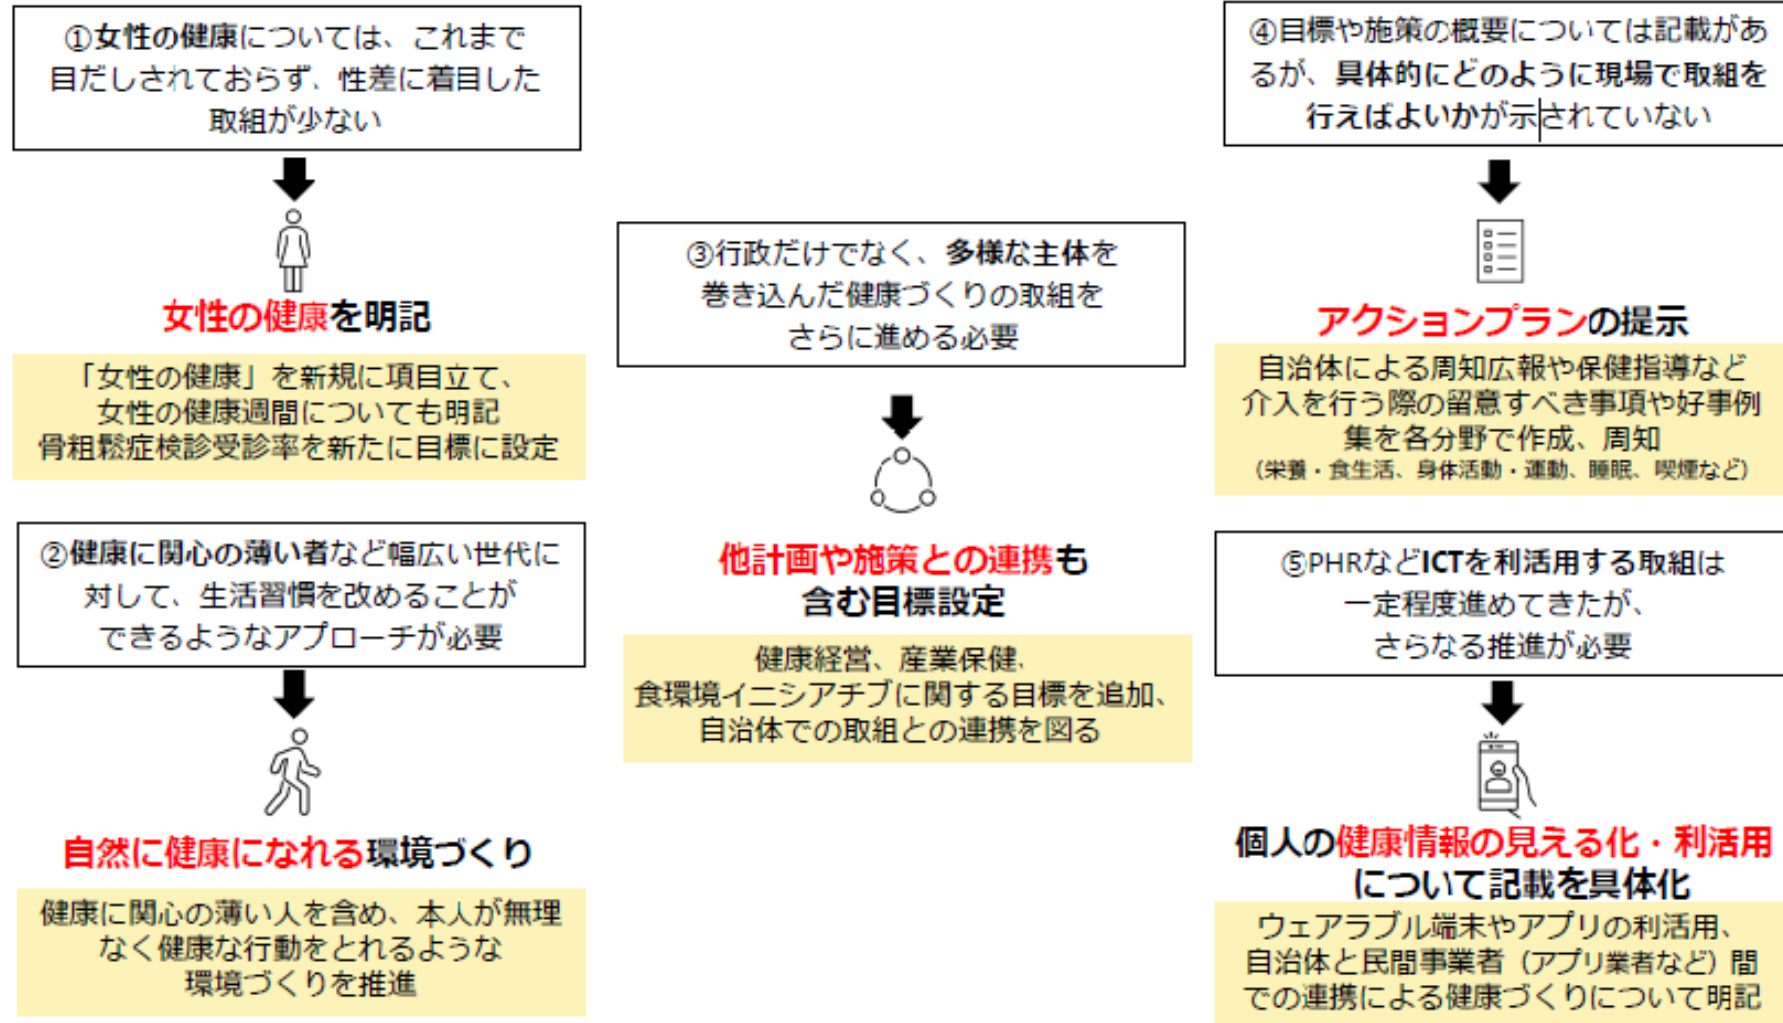 ①女性の健康については、これまで
目だしされておらず、性差に着目した
取組が少ない
女性の健康を明記
「女性の健康」を新規に項目立て、
女性の健康週間についても明記
骨粗鬆症検診受診率を新たに目標に設定
②健康に関心の薄い者など幅広い世代に
対して、生活習慣を改めることが
できるようなアプローチが必要
自然に健康になれる環境づくり
健康に関心の薄い人を含め、本人が無理
なく健康な行動をとれるような
環境づくりを推進
③行政だけでなく、多様な主体を
巻き込んだ健康づくりの取組を
さらに進める必要
他計画や施策との連携も
含む目標設定
健康経営、産業保健、
食環境イニシアチブに関する目標を追加、
自治体での取組との連携を図る
④目標や施策の概要については記載があ
るが、具体的にどのように現場で取組を
行えばよいかが示されていない
アクションプランの提示
自治体による周知広報や保健指導など
介入を行う際の留意すべき事項や好事例
集を各分野で作成、周知
（栄養・食生活、身体活動・運動、睡眠、喫煙など）
⑤PHRなどICTを利活用する取組は
一定程度進めてきたが、
さらなる推進が必要
個人の健康情報の見える化・利活用
について記載を具体化
ウェアラブル端末やアプリの利活用、
自治体と民間事業者（アプリ業者など）間
での連携による健康づくりについて明記